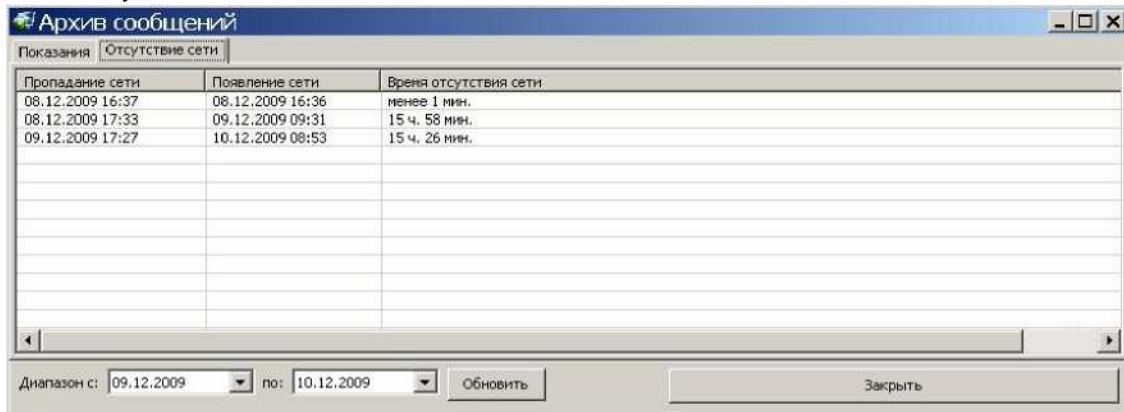 Архив сообщений
Показания Отсутствие сети
Пропадание сети Появление сети Время отсутствия сети
08.12.2009 16:37 08.12.2009 16:36 менее 1 мин.
08.12.2009 17:33 09.12.2009 09:31 15 ч. 58 мин.
09.12.2009 17:27 10.12.2009 08:53 15 ч. 26 мин.
Диапазон с: 09.12.2009 по: 10.12.2009 Обновить Закрыть